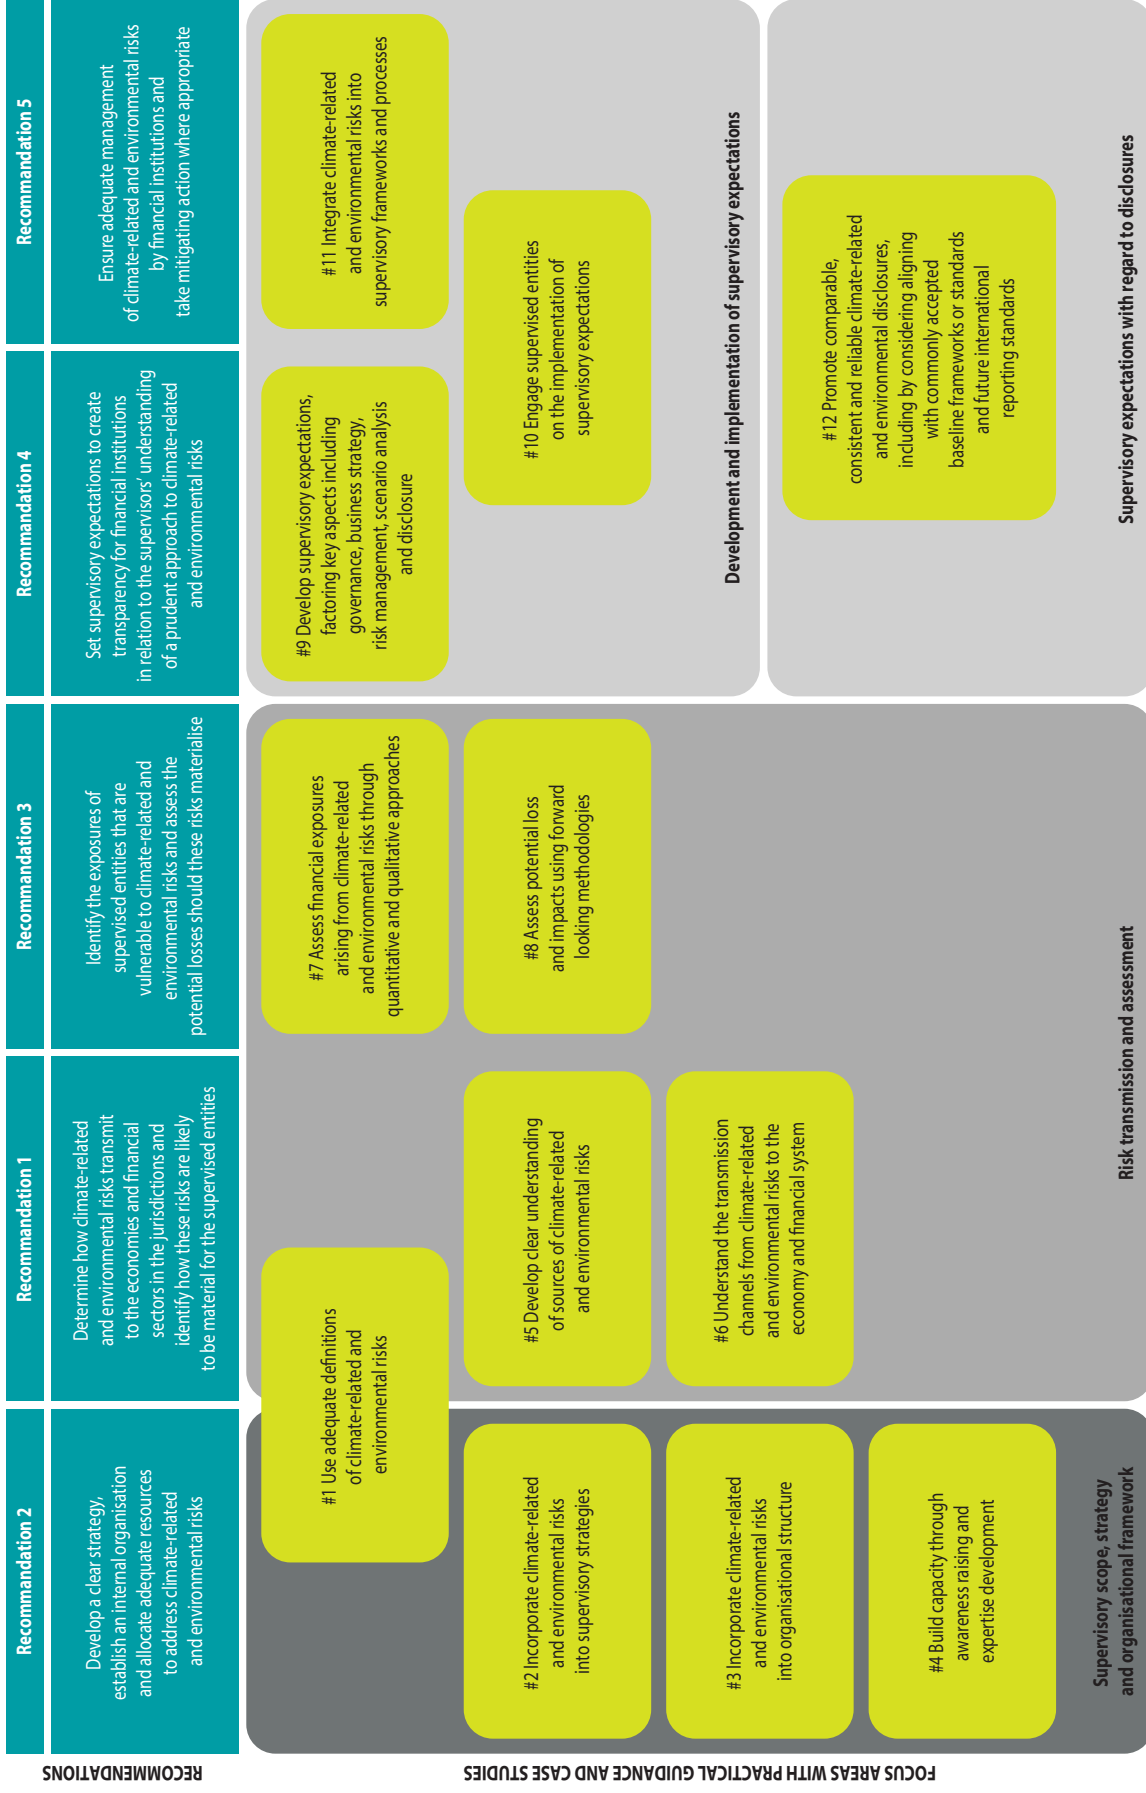 RECOMMENDATIONS
Recommandation 2
Recommandation 1
Recommandation 3
Recommandation 4
Recommandation 5
Develop a clear strategy,
establish an internal organisation
and allocate adequate resources
to address climate-related
and environmental risks
Determine how climate-related
and environmental risks transmit
to the economies and financial
sectors in the jurisdictions and
identify how these risks are likely
to be material for the supervised entities
Identify the exposures of
supervised entities that are
vulnerable to climate-related and
environmental risks and assess the
potential losses should these risks materialise
Set supervisory expectations to create
transparency for financial institutions
in relation to the supervisors’ understanding
of a prudent approach to climate-related
and environmental risks
Ensure adequate management
of climate-related and environmental risks
by financial institutions and
take mitigating action where appropriate
FOCUS AREAS WITH PRACTICAL GUIDANCE AND CASE STUDIES
#1 Use adequate definitions
of climate-related and
environmental risks
#2 Incorporate climate-related
and environmental risks
into supervisory strategies
#3 Incorporate climate-related
and environmental risks
into organisational structure
#4 Build capacity through
awareness raising and
expertise development
Supervisory scope, strategy
and organisational framework
#5 Develop clear understanding
of sources of climate-related
and environmental risks
#6 Understand the transmission
channels from climate-related
and environmental risks to the
economy and financial system
#7 Assess financial exposures
arising from climate-related
and environmental risks through
quantitative and qualitative approaches
#8 Assess potential loss
and impacts using forward
looking methodologies
Risk transmission and assessment
#9 Develop supervisory expectations,
factoring key aspects including
governance, business strategy,
risk management, scenario analysis
and disclosure
#11 Integrate climate-related
and environmental risks into
supervisory frameworks and processes
#10 Engage supervised entities
on the implementation of
supervisory expectations
Development and implementation of supervisory expectations
#12 Promote comparable,
consistent and reliable climate-related
and environmental disclosures,
including by considering aligning
with commonly accepted
baseline frameworks or standards
and future international
reporting standards
Supervisory expectations with regard to disclosures